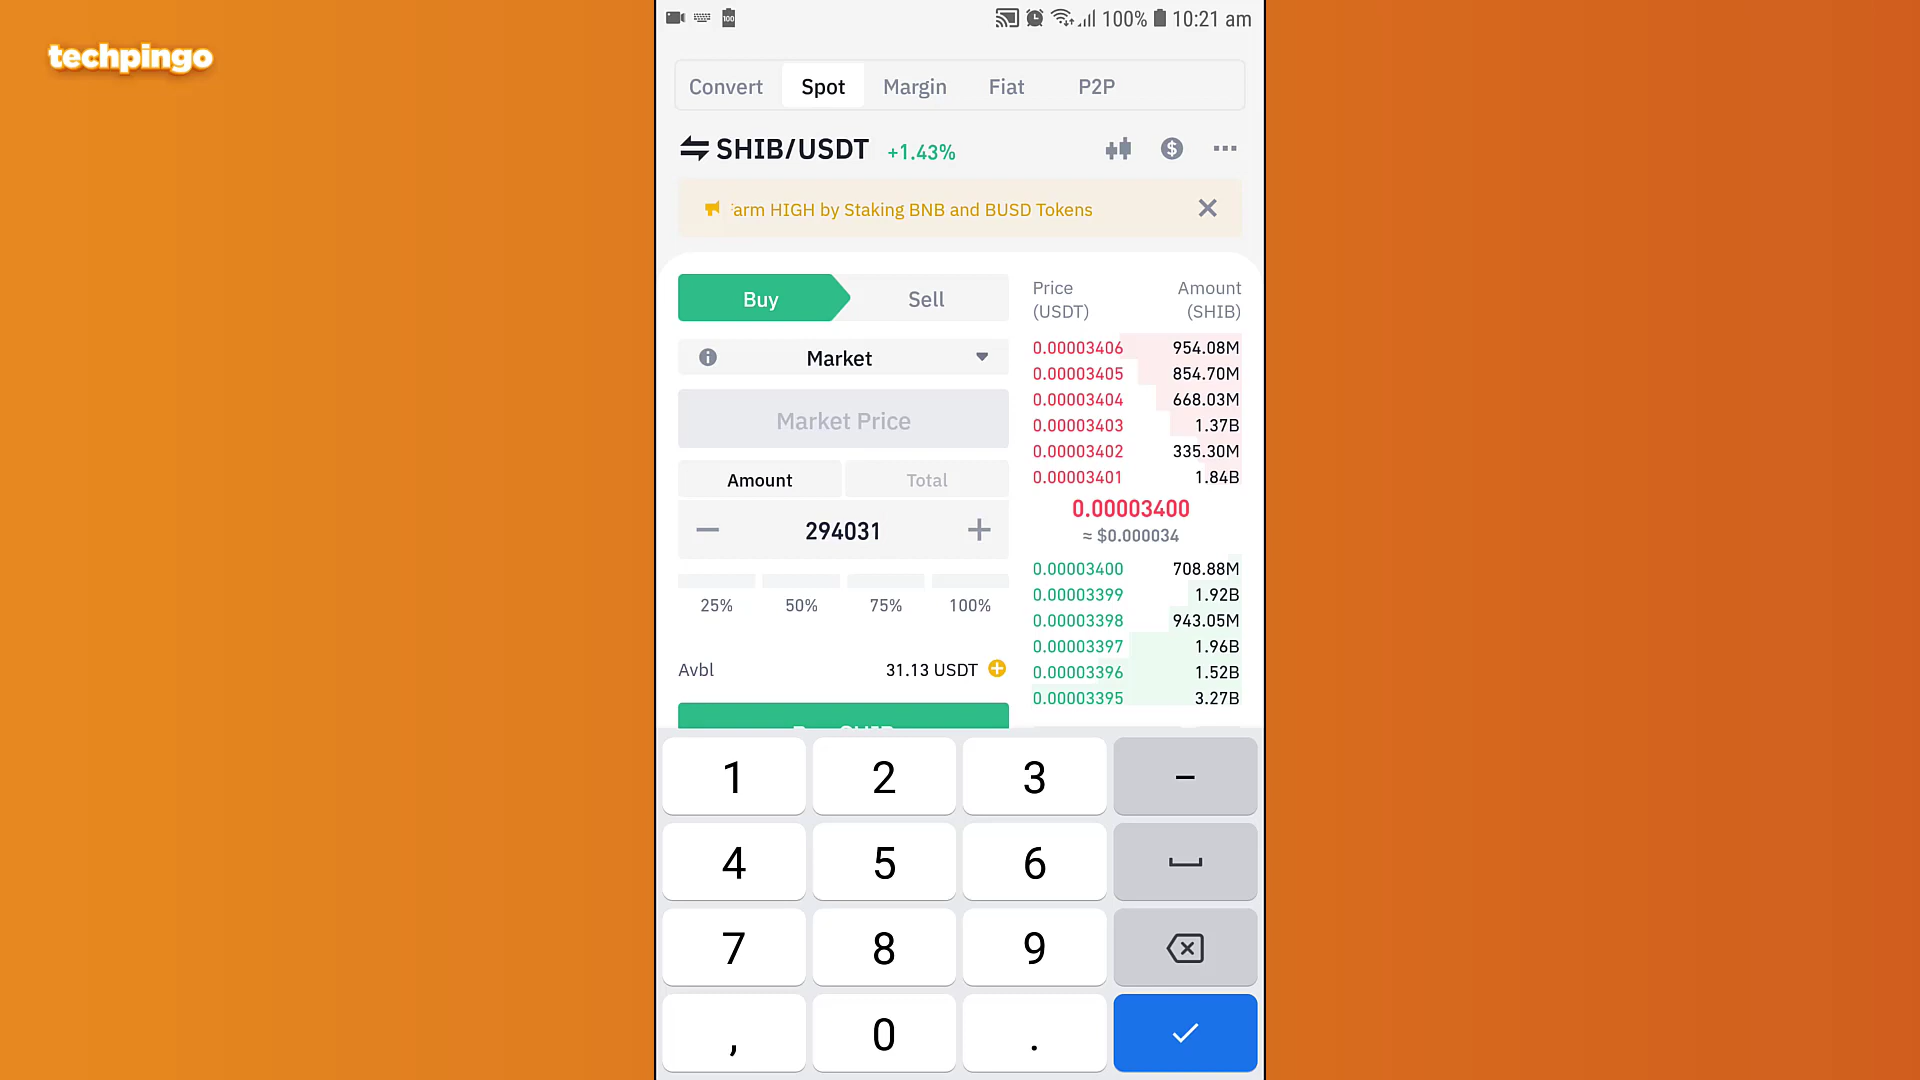 techpingo
100
100% 10:21 am
Convert Spot Margin Fiat P2P
SHIB/USDT +1.43%
arm HIGH by Staking BNB and BUSD Tokens
Buy Sell
Market
Market Price
Amount Total
294031
25% 50% 75% 100%
Avbl 31.13 USDT
Price Amount
(USDT) (SHIB)
0.00003406 954.08M
0.00003405 854.70M
0.00003404 668.03M
0.00003403 1.37B
0.00003402 335.30M
0.00003401 1.84B
0.00003400
≈ $0.000034
0.00003400 708.88M
0.00003399 1.92B
0.00003398 943.05M
0.00003397 1.96B
0.00003396 1.52B
0.00003395 3.27B
1 2 3 –
4 5 6
7 8 9
, 0 .